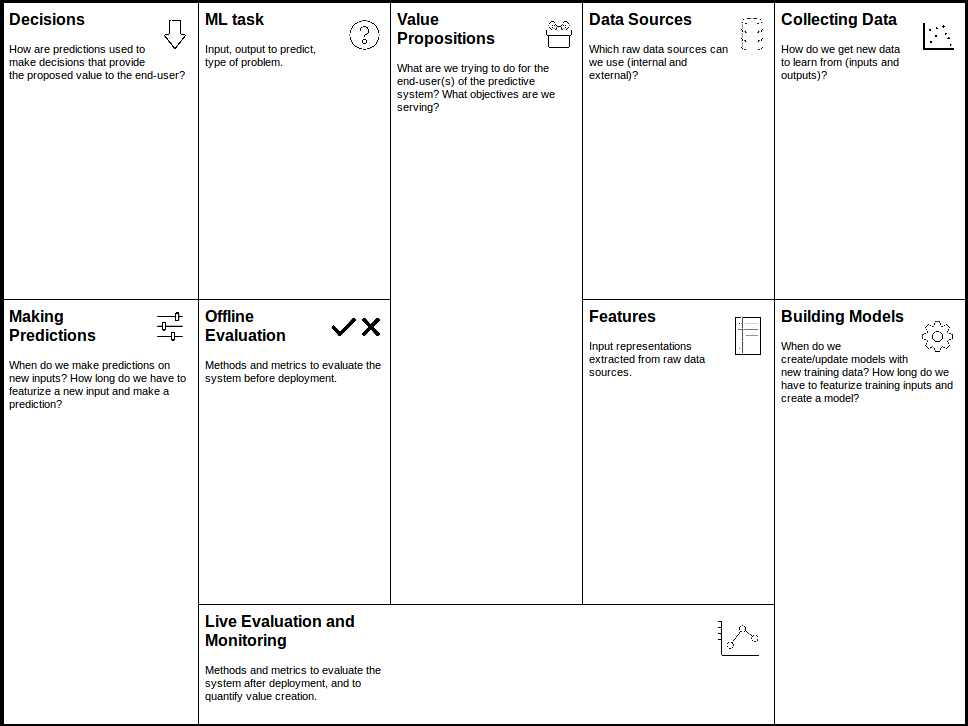 Decisions
How are predictions used to
make decisions that provide
the proposed value to the end-user?
ML task
Input, output to predict,
type of problem.
Value
Propositions
What are we trying to do for the
end-user(s) of the predictive
system? What objectives are we
serving?
Data Sources
Which raw data sources can
we use (internal and
external)?
Collecting Data
How do we get new data
to learn from (inputs and
outputs)?
Making
Predictions
When do we make predictions on
new inputs? How long do we have to
featurize a new input and make a
prediction?
Offline
Evaluation
Methods and metrics to evaluate the
system before deployment.
Features
Input representations
extracted from raw data
sources.
Building Models
When do we
create/update models with
new training data? How long do we
have to featurize training inputs and
create a model?
Live Evaluation and
Monitoring
Methods and metrics to evaluate the
system after deployment, and to
quantify value creation.